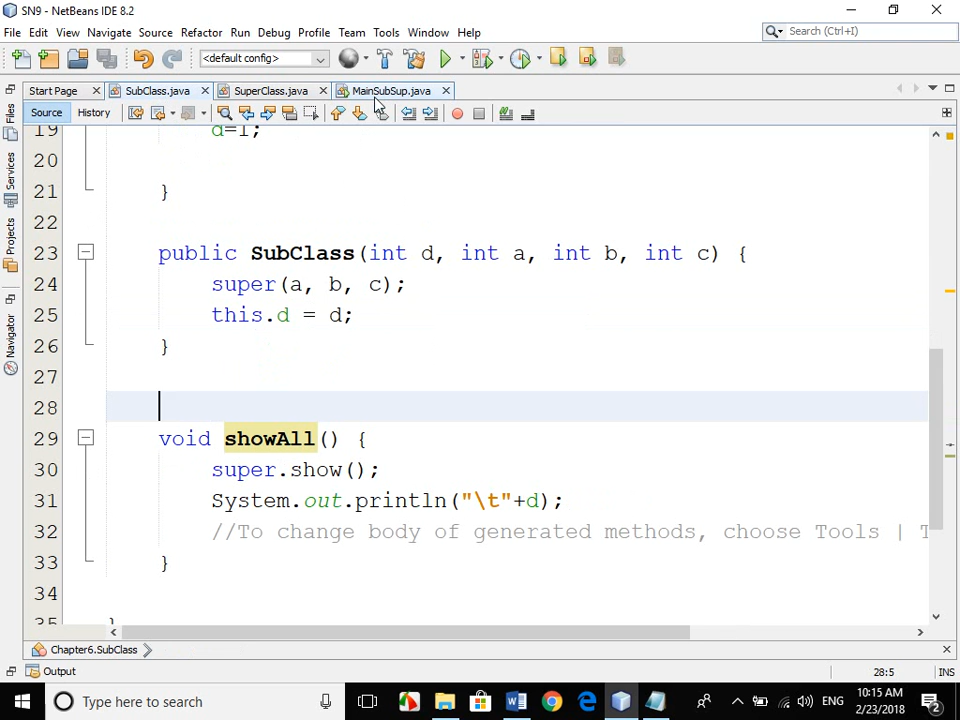 SN9 - NetBeans IDE 8.2
File Edit View Navigate Source Refactor Run Debug Profile Team Tools Window Help
Search (Ctrl+I)
<default config>
Start Page SubClass.java SuperClass.java MainSubSup.java
Source History
19 d=1;
20
21 }
22
23 public SubClass(int d, int a, int b, int c) {
24 super(a, b, c);
25 this.d = d;
26 }
27
28
29 void showAll() {
30 super.show();
31 System.out.println("\t"+d);
32 //To change body of generated methods, choose Tools | T
33 }
34
35 }
Files
Services
Projects
Navigator
Chapter6.SubClass
Output
28:5 INS
Type here to search
ENG
10:15 AM
2/23/2018
2